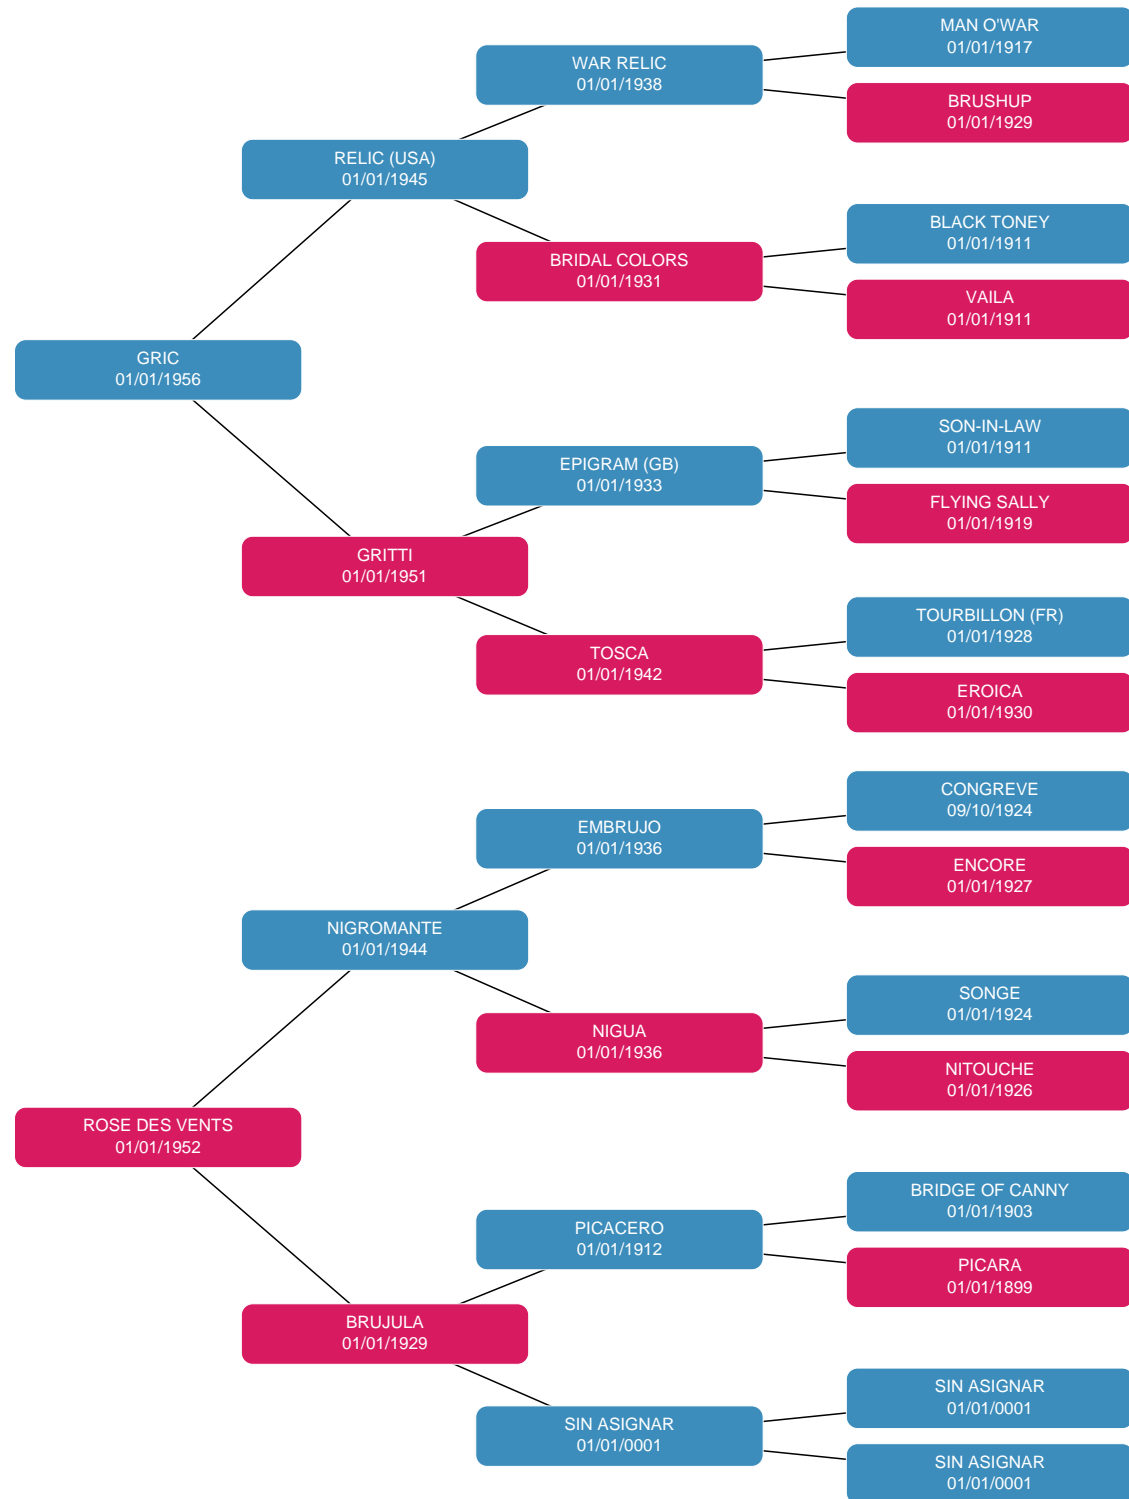 MAN O'WAR
01/01/1917
WAR RELIC
01/01/1938
BRUSHUP
01/01/1929
RELIC (USA)
01/01/1945
BLACK TONEY
01/01/1911
BRIDAL COLORS
01/01/1931
VAILA
01/01/1911
GRIC
01/01/1956
SON-IN-LAW
01/01/1911
EPIGRAM (GB)
01/01/1933
FLYING SALLY
01/01/1919
GRITTI
01/01/1951
TOURBILLON (FR)
01/01/1928
TOSCA
01/01/1942
EROICA
01/01/1930
CONGREVE
09/10/1924
EMBRUJO
01/01/1936
ENCORE
01/01/1927
NIGROMANTE
01/01/1944
SONGE
01/01/1924
NIGUA
01/01/1936
NITOUCHE
01/01/1926
ROSE DES VENTS
01/01/1952
BRIDGE OF CANNY
01/01/1903
PICACERO
01/01/1912
PICARA
01/01/1899
BRUJULA
01/01/1929
SIN ASIGNAR
01/01/0001
SIN ASIGNAR
01/01/0001
SIN ASIGNAR
01/01/0001